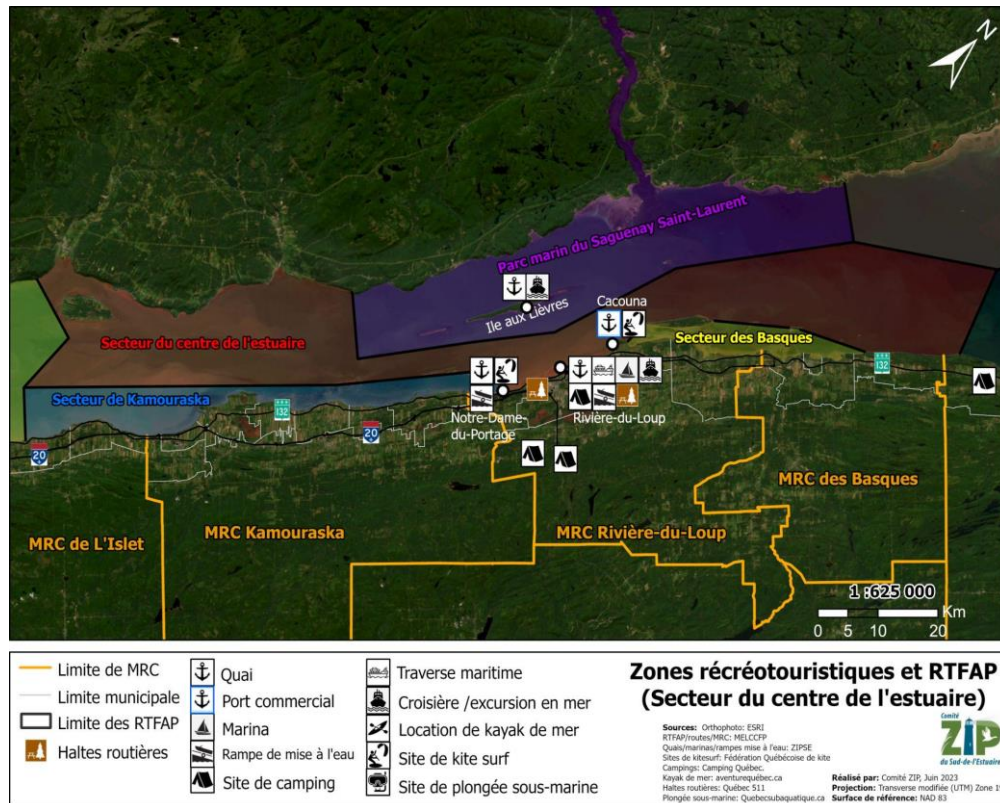 N
Parc marin du Saguenay Saint-Laurent
Ile aux Lièvres
Cacouna
Secteur du centre de l'estuaire
Secteur des Basques
132
Secteur de Kamouraska
132
20
20
Notre-Dame-
du-Portage
Rivière-du-Loup
MRC des Basques
MRC de L'Islet
MRC Kamouraska
MRC Rivière-du-Loup
1 :625 000
Km
0 5 10 20
Limite de MRC
Limite municipale
Limite des RTFAP
Haltes routières
Quai
Port commercial
Marina
Rampe de mise à l'eau
Site de camping
Traverse maritime
Croisière /excursion en mer
Location de kayak de mer
Site de kite surf
Site de plongée sous-marine
Zones récréotouristiques et RTFAP
(Secteur du centre de l'estuaire)
Sources: Orthophoto: ESRI
RTFAP/routes/MRC: MELCCFP
Quais/marinas/rampes mise à l'eau: ZIPSE
Sites de kitesurf: Fédération Québécoise de kite
Campings: Camping Québec.
Kayak de mer: aventurequébec.ca
Haltes routières: Québec 511
Plongée sous-marine: Quebecsubaquatique.ca
Comité
ZIP
du Sud-de-l'Estuaire
Réalisé par: Comité ZIP, Juin 2023
Projection: Transverse modifiée (UTM) Zone 19
Surface de référence: NAD 83